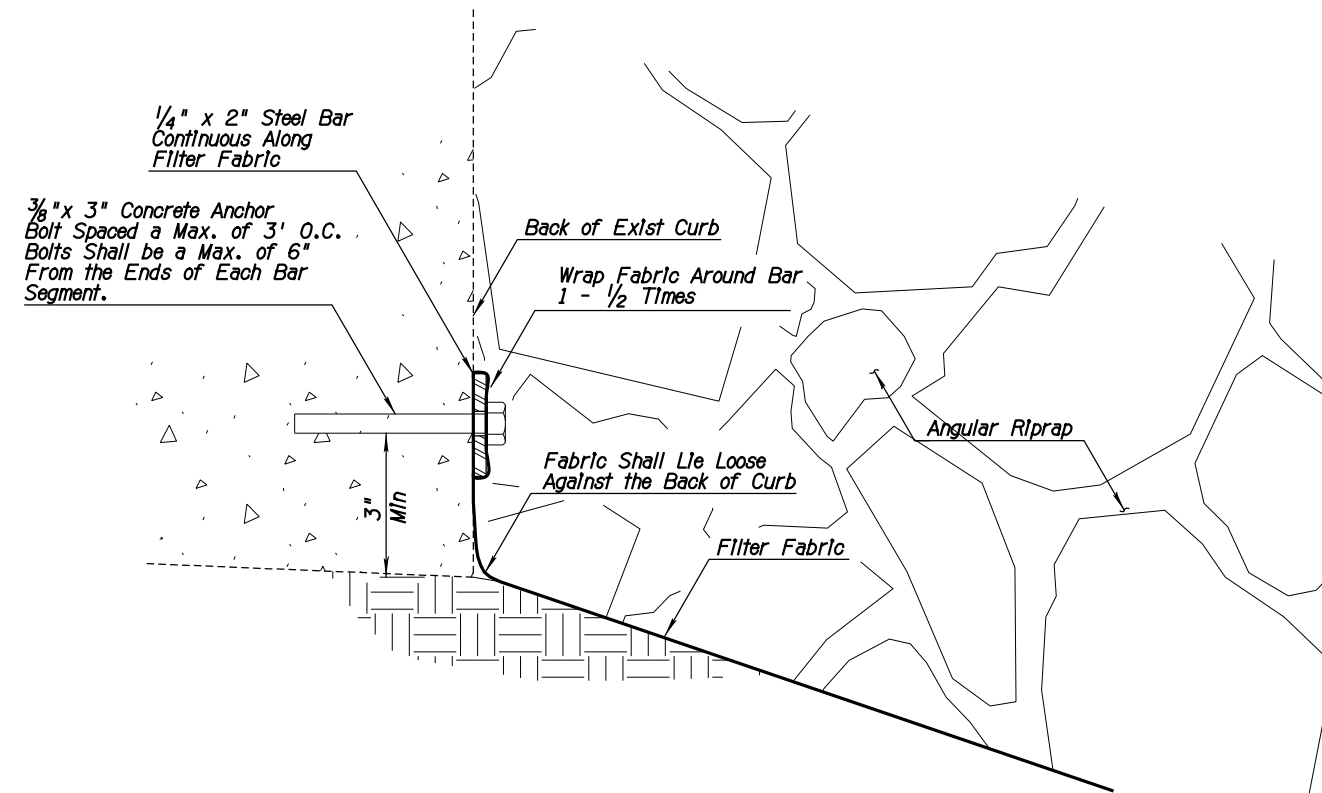 1/4" x 2" Steel Bar
Continuous Along
Filter Fabric
3/8"x 3" Concrete Anchor
Bolt Spaced a Max. of 3' O.C.
Bolts Shall be a Max. of 6"
From the Ends of Each Bar
Segment.
Back of Exist Curb
Wrap Fabric Around Bar
1 - 1/2 Times
Angular Riprap
Fabric Shall Lie Loose
Against the Back of Curb
3"
Min
Filter Fabric